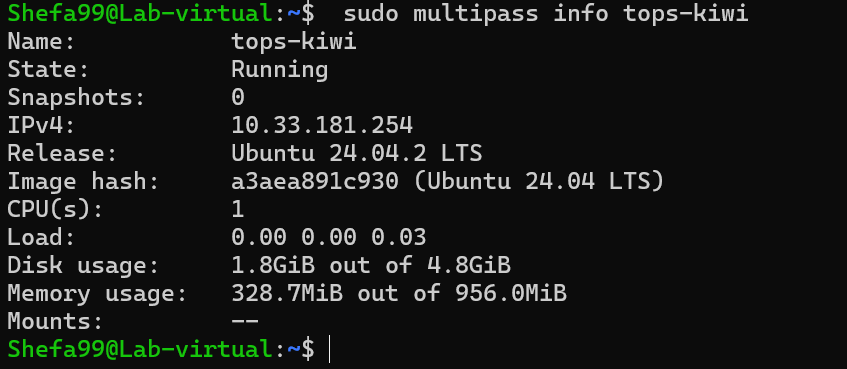 Shefa99@Lab-virtual:~$  sudo multipass info tops-kiwi
Name:           tops-kiwi
State:          Running
Snapshots:      0
IPv4:           10.33.181.254
Release:        Ubuntu 24.04.2 LTS
Image hash:     a3aea891c930 (Ubuntu 24.04 LTS)
CPU(s):         1
Load:           0.00 0.00 0.03
Disk usage:     1.8GiB out of 4.8GiB
Memory usage:   328.7MiB out of 956.0MiB
Mounts:         --
Shefa99@Lab-virtual:~$